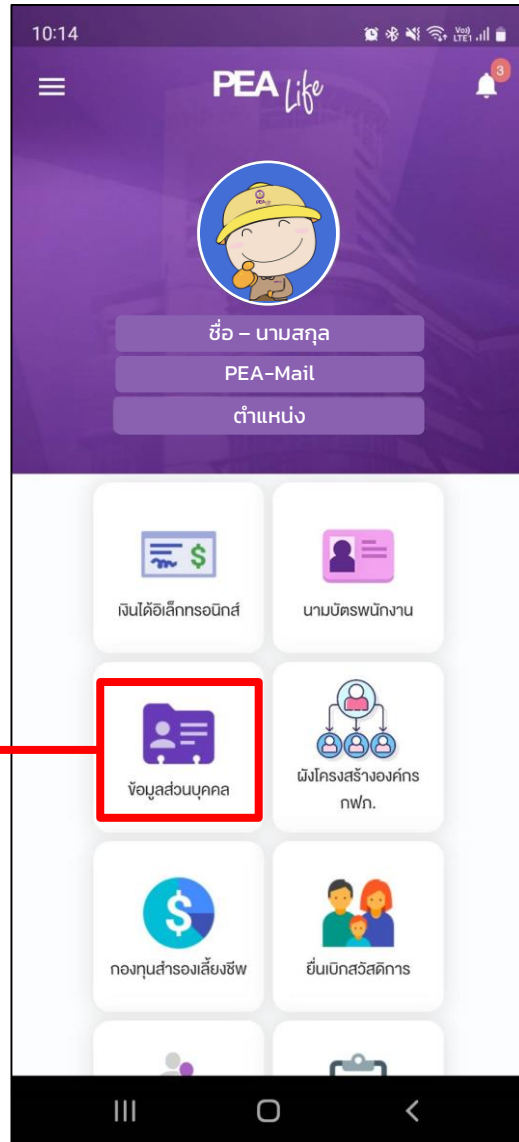 10:14
Vo)) LTE1
PEA Life
3
ชื่อ – นามสกุล
PEA-Mail
ตำแหน่ง
เงินได้อิเล็กทรอนิกส์
นามบัตรพนักงาน
ข้อมูลส่วนบุคคล
ผังโครงสร้างองค์กร
กฟภ.
กองทุนสำรองเลี้ยงชีพ
ยื่นเบิกสวัสดิการ